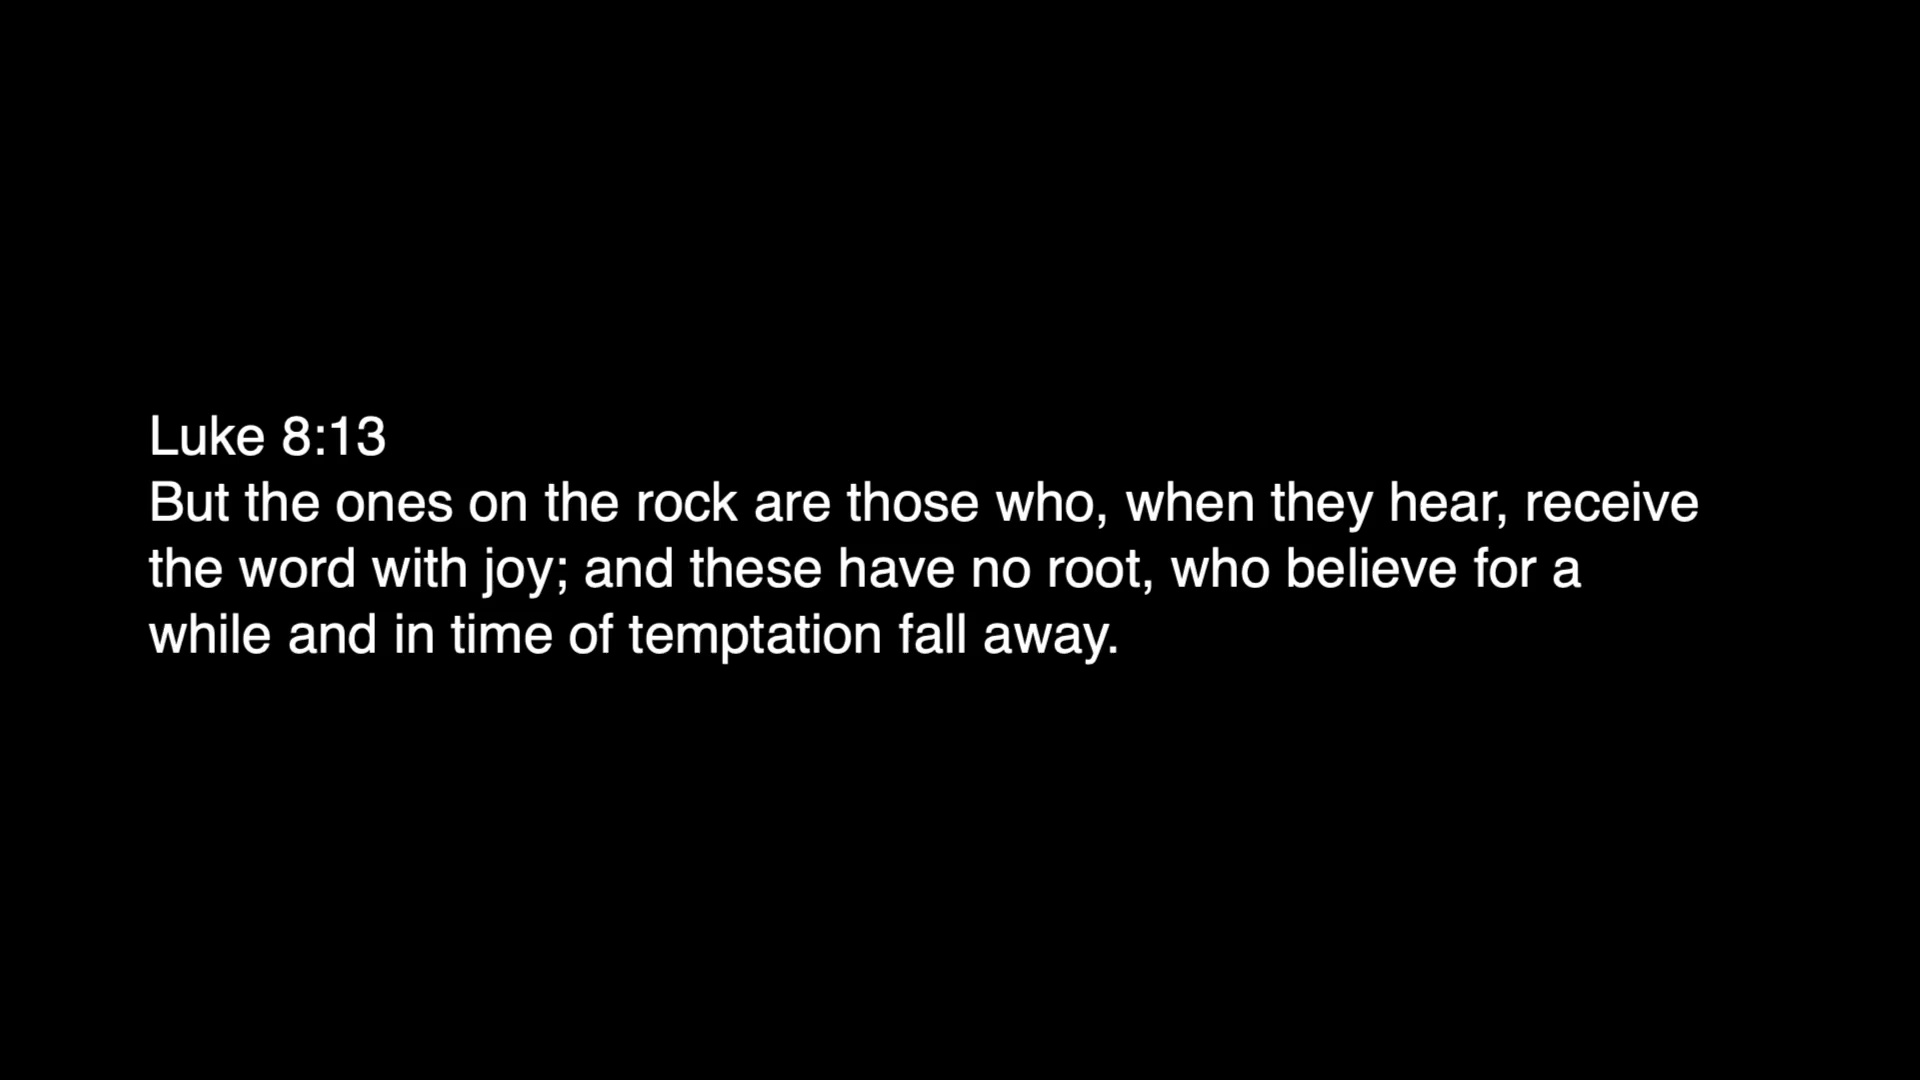 Luke 8:13
But the ones on the rock are those who, when they hear, receive
the word with joy; and these have no root, who believe for a
while and in time of temptation fall away.